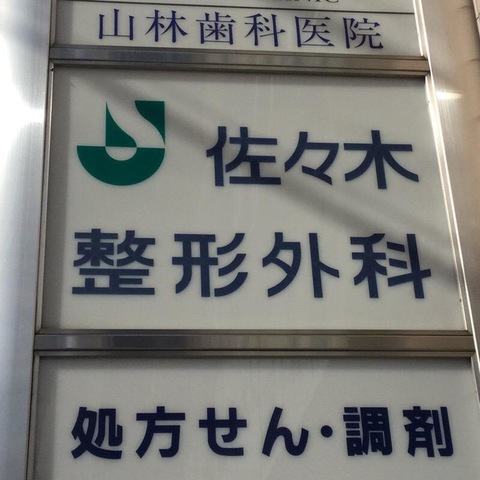 山林歯科医院
佐々木
整形外科
処方せん・調剤